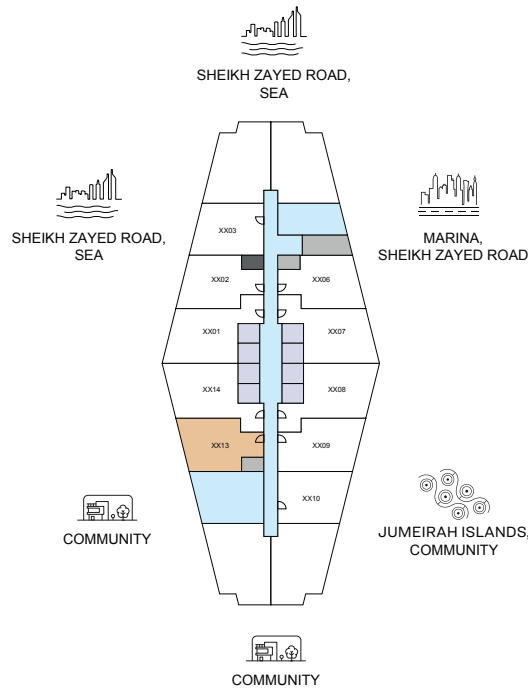 SHEIKH ZAYED ROAD,
SEA
SHEIKH ZAYED ROAD,
SEA
MARINA,
SHEIKH ZAYED ROAD
XX03
XX02
XX06
XX01
XX07
XX14
XX08
XX13
XX09
XX10
COMMUNITY
JUMEIRAH ISLANDS,
COMMUNITY
COMMUNITY